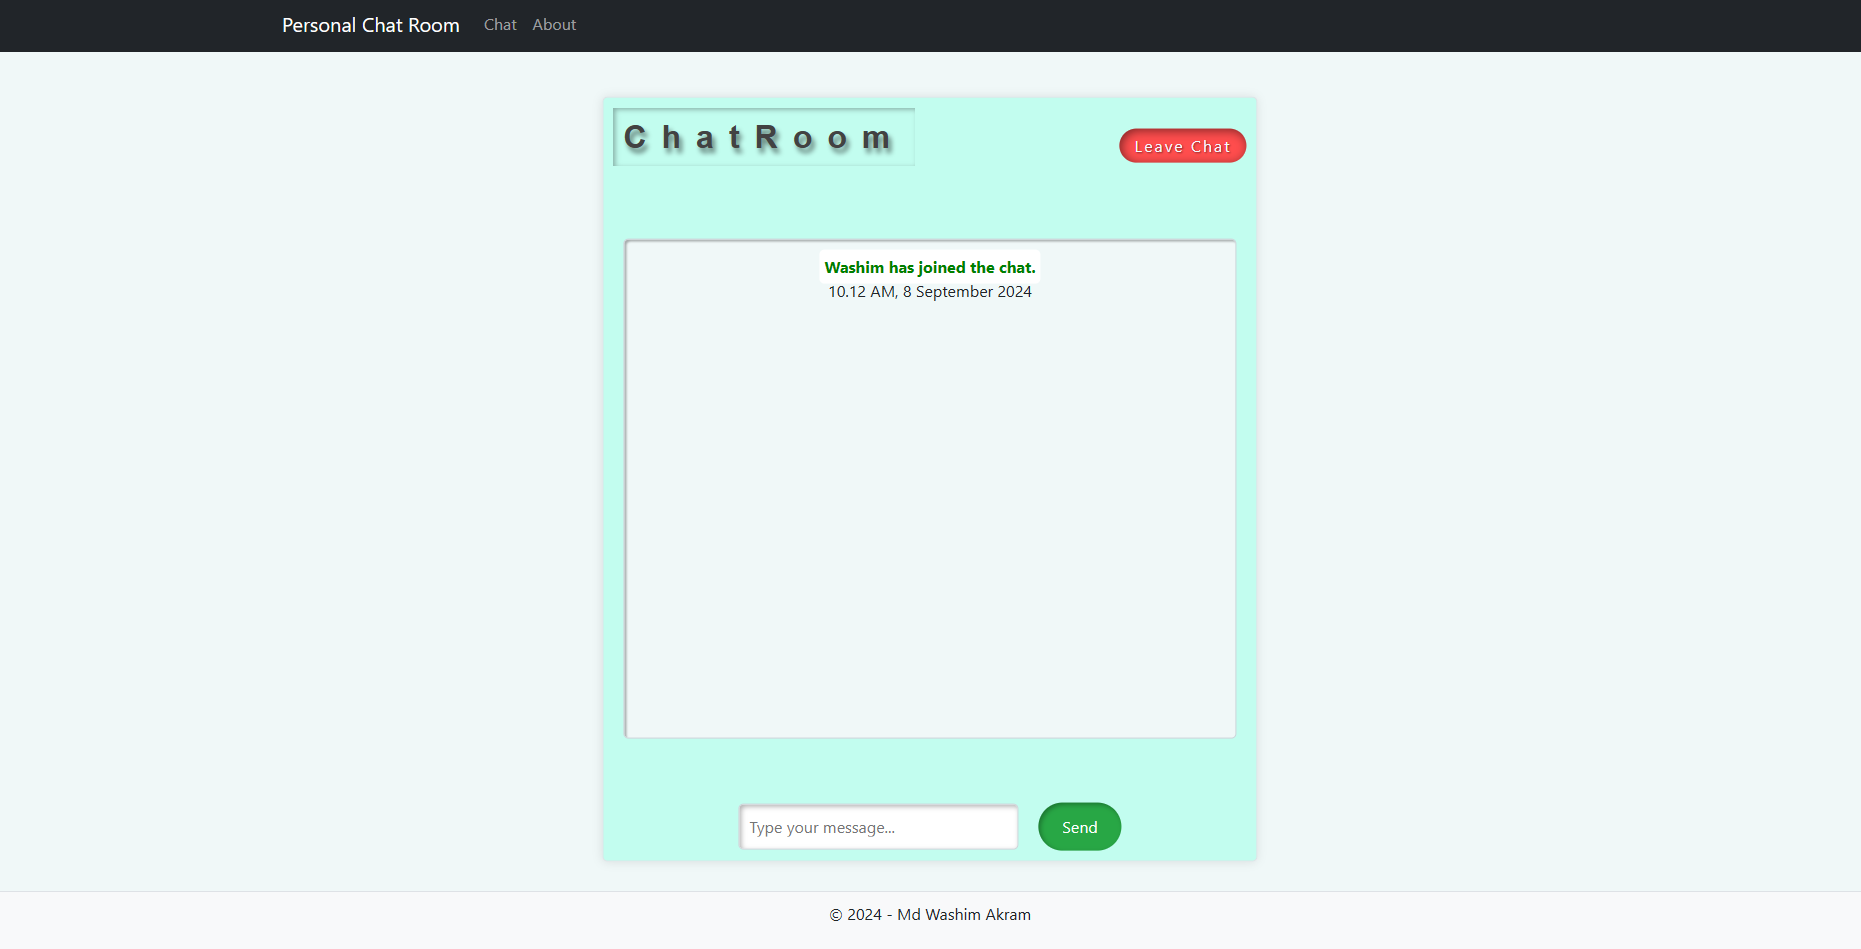 Personal Chat Room Chat About
ChatRoom
Leave Chat
Washim has joined the chat.
10.12 AM, 8 September 2024
Type your message...
Send
© 2024 - Md Washim Akram